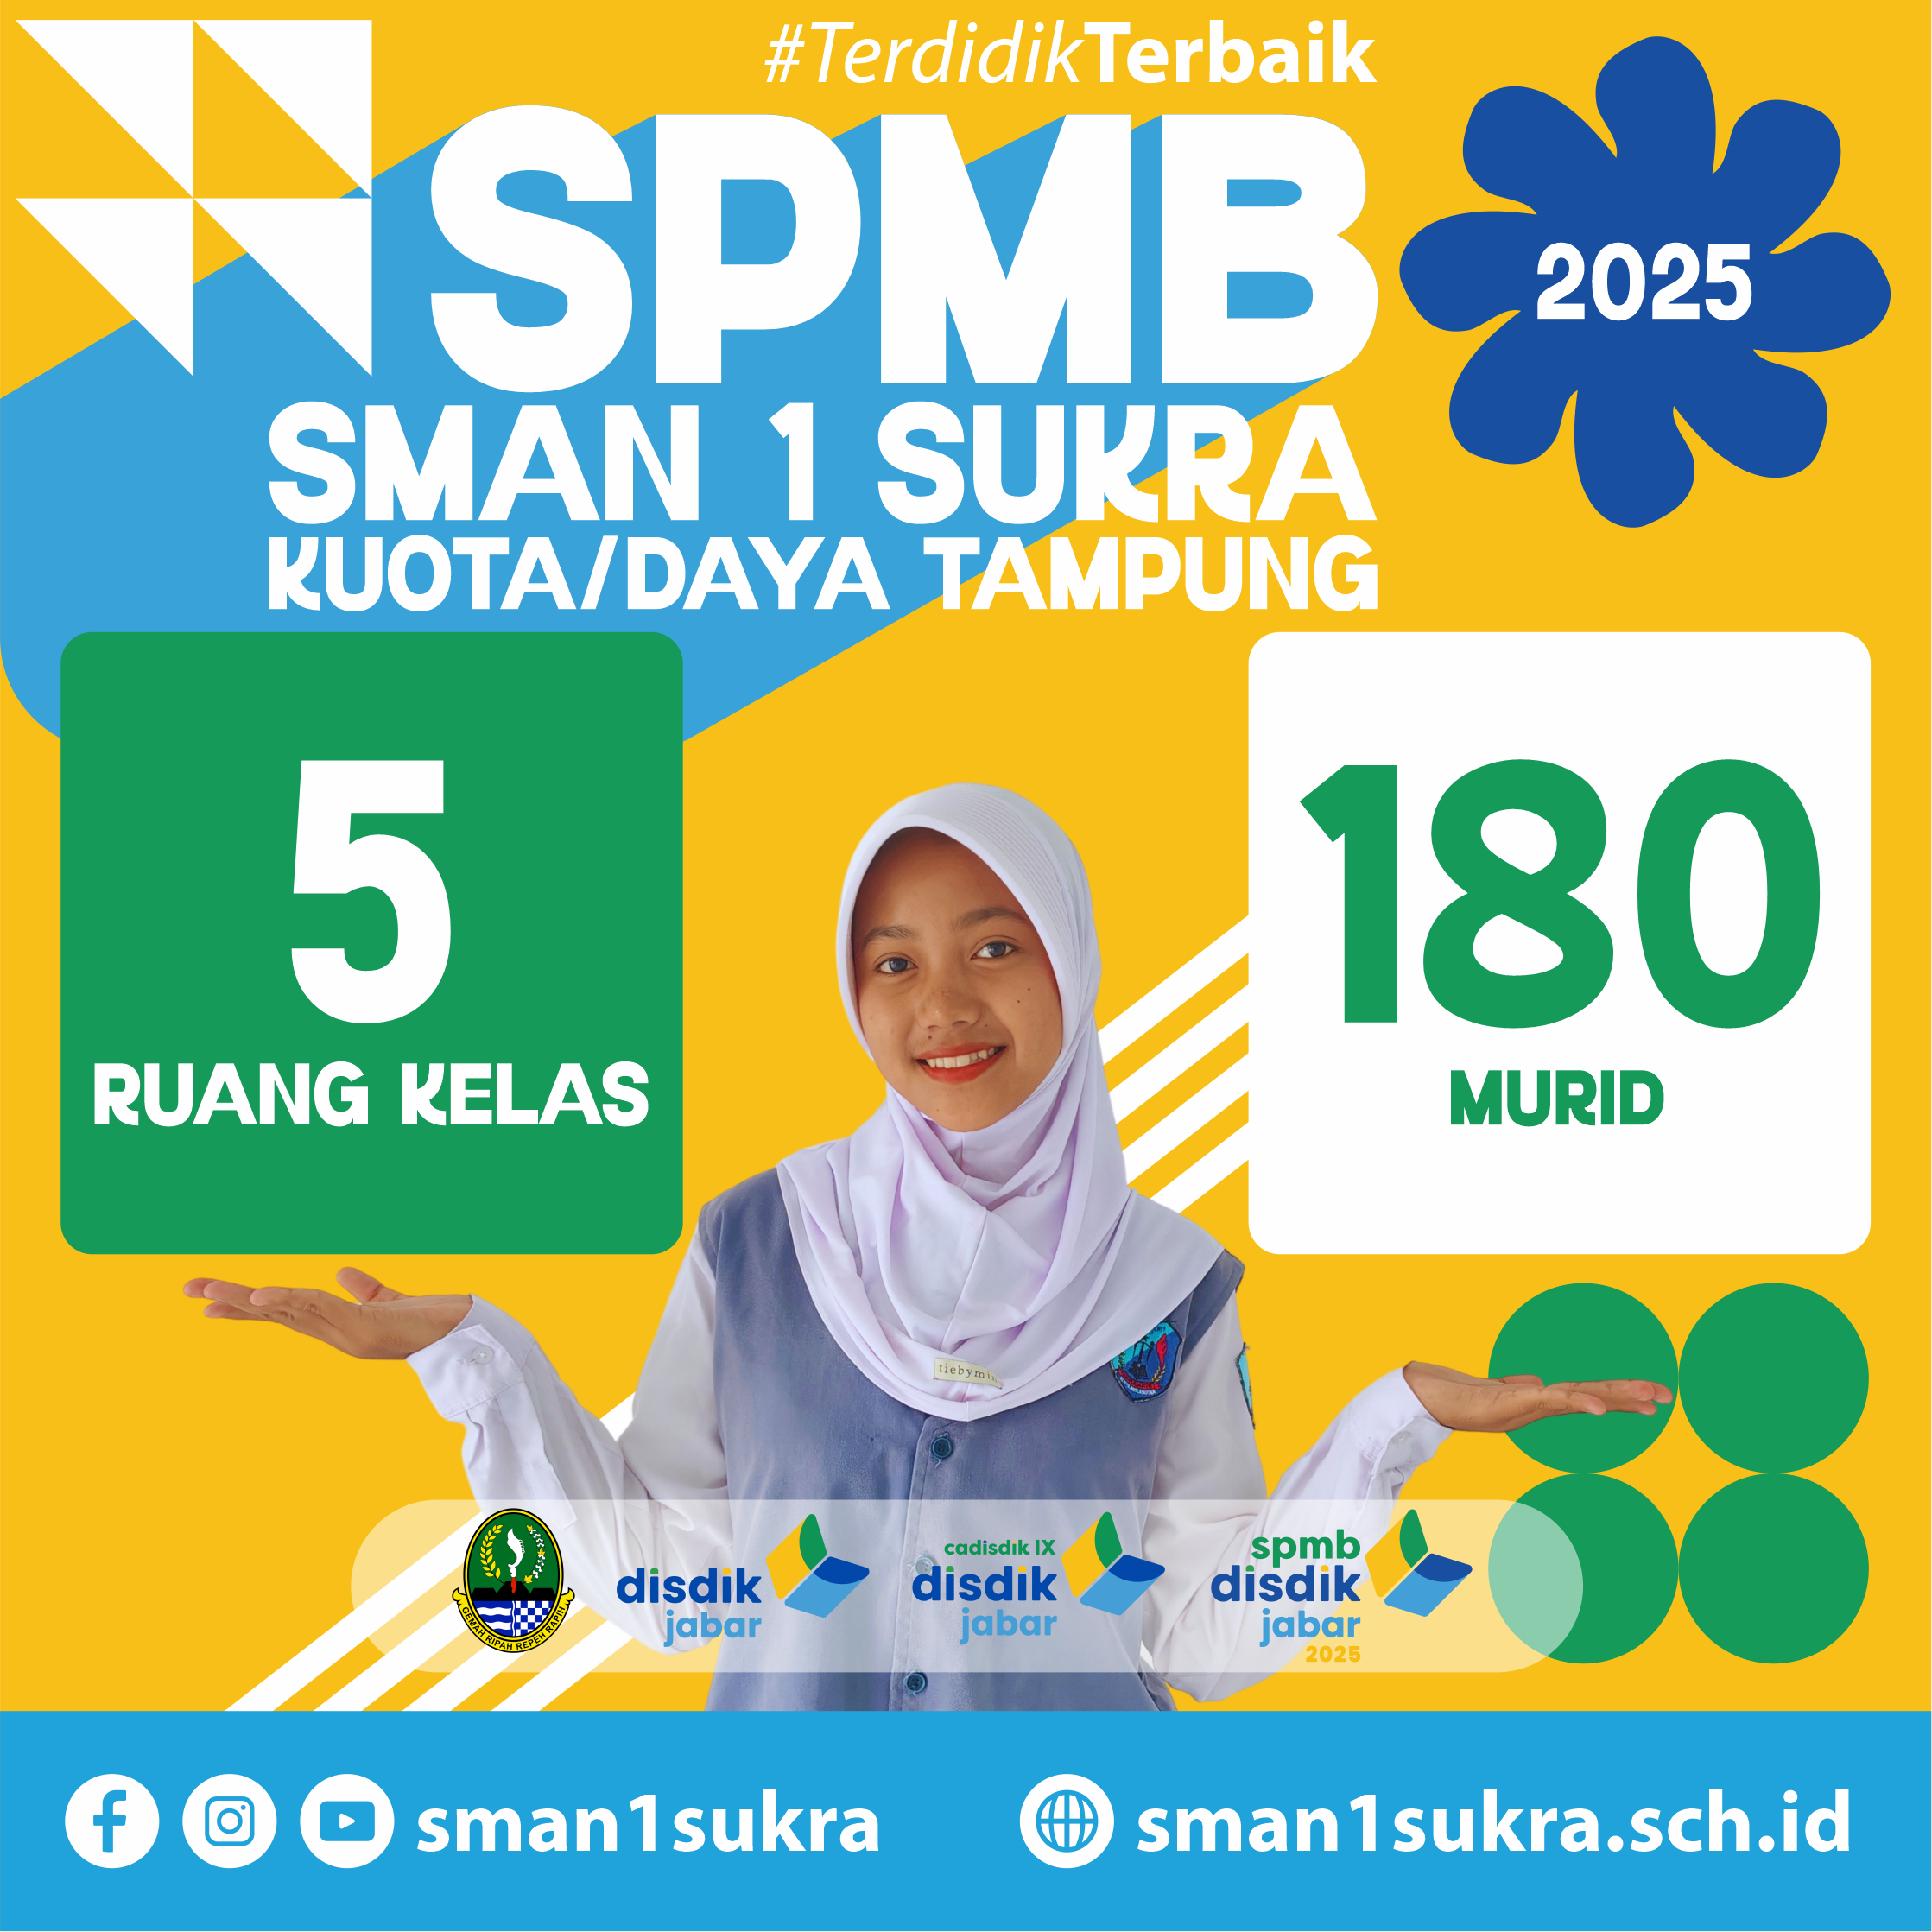 #TerdidikTerbaik
SPMB
2025
SMAN 1 SUKRA
KUOTA/DAYA TAMPUNG
5
RUANG KELAS
180
MURID
tiebymi
GEMAH RIPAH REPEH RAPIH
disdik
jabar
cadisdik IX
disdik
jabar
spmb
disdik
jabar
2025
sman1sukra
sman1sukra.sch.id